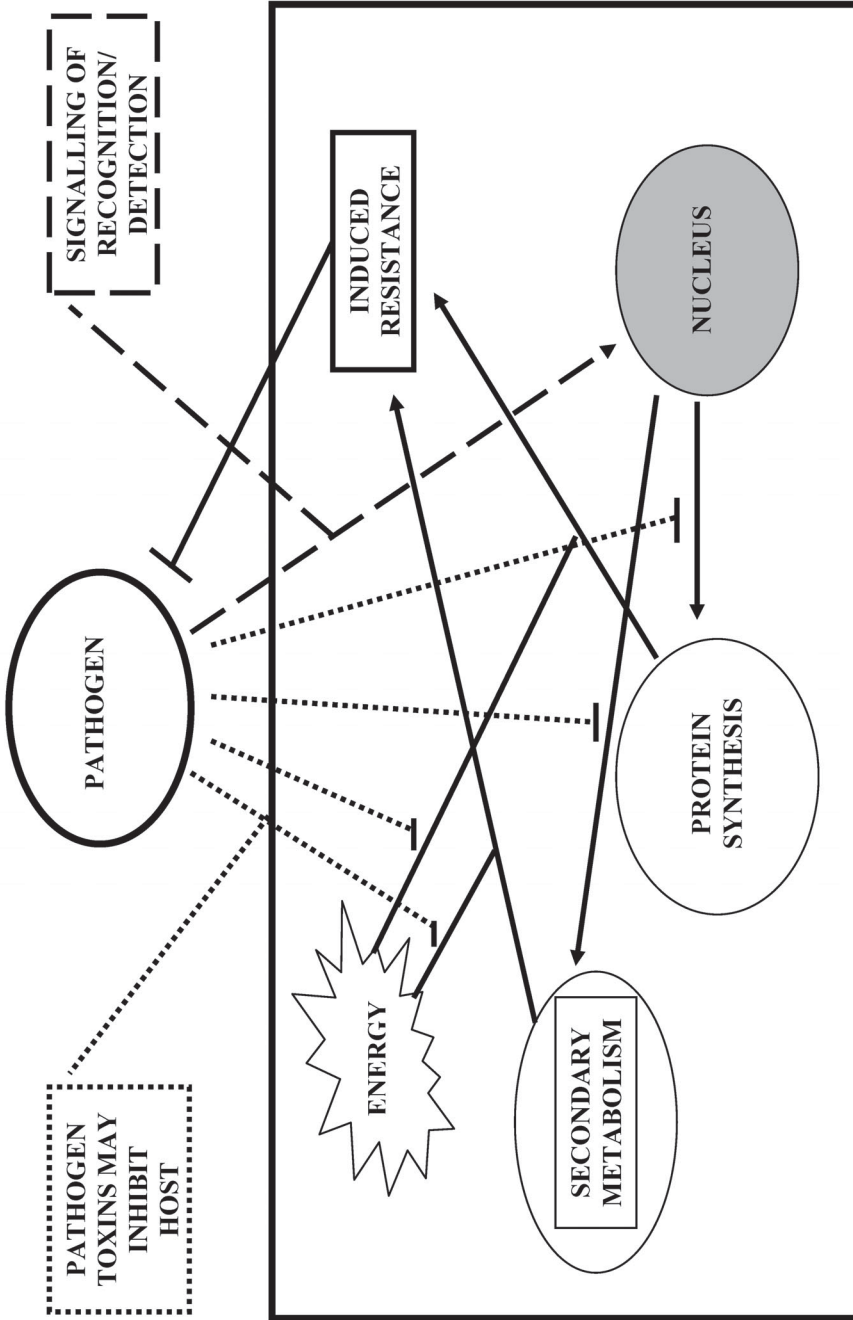 PATHOGEN
TOXINS MAY
INHIBIT
HOST
PATHOGEN
SIGNALLING OF
RECOGNITION/
DETECTION
ENERGY
INDUCED
RESISTANCE
SECONDARY
METABOLISM
PROTEIN
SYNTHESIS
NUCLEUS